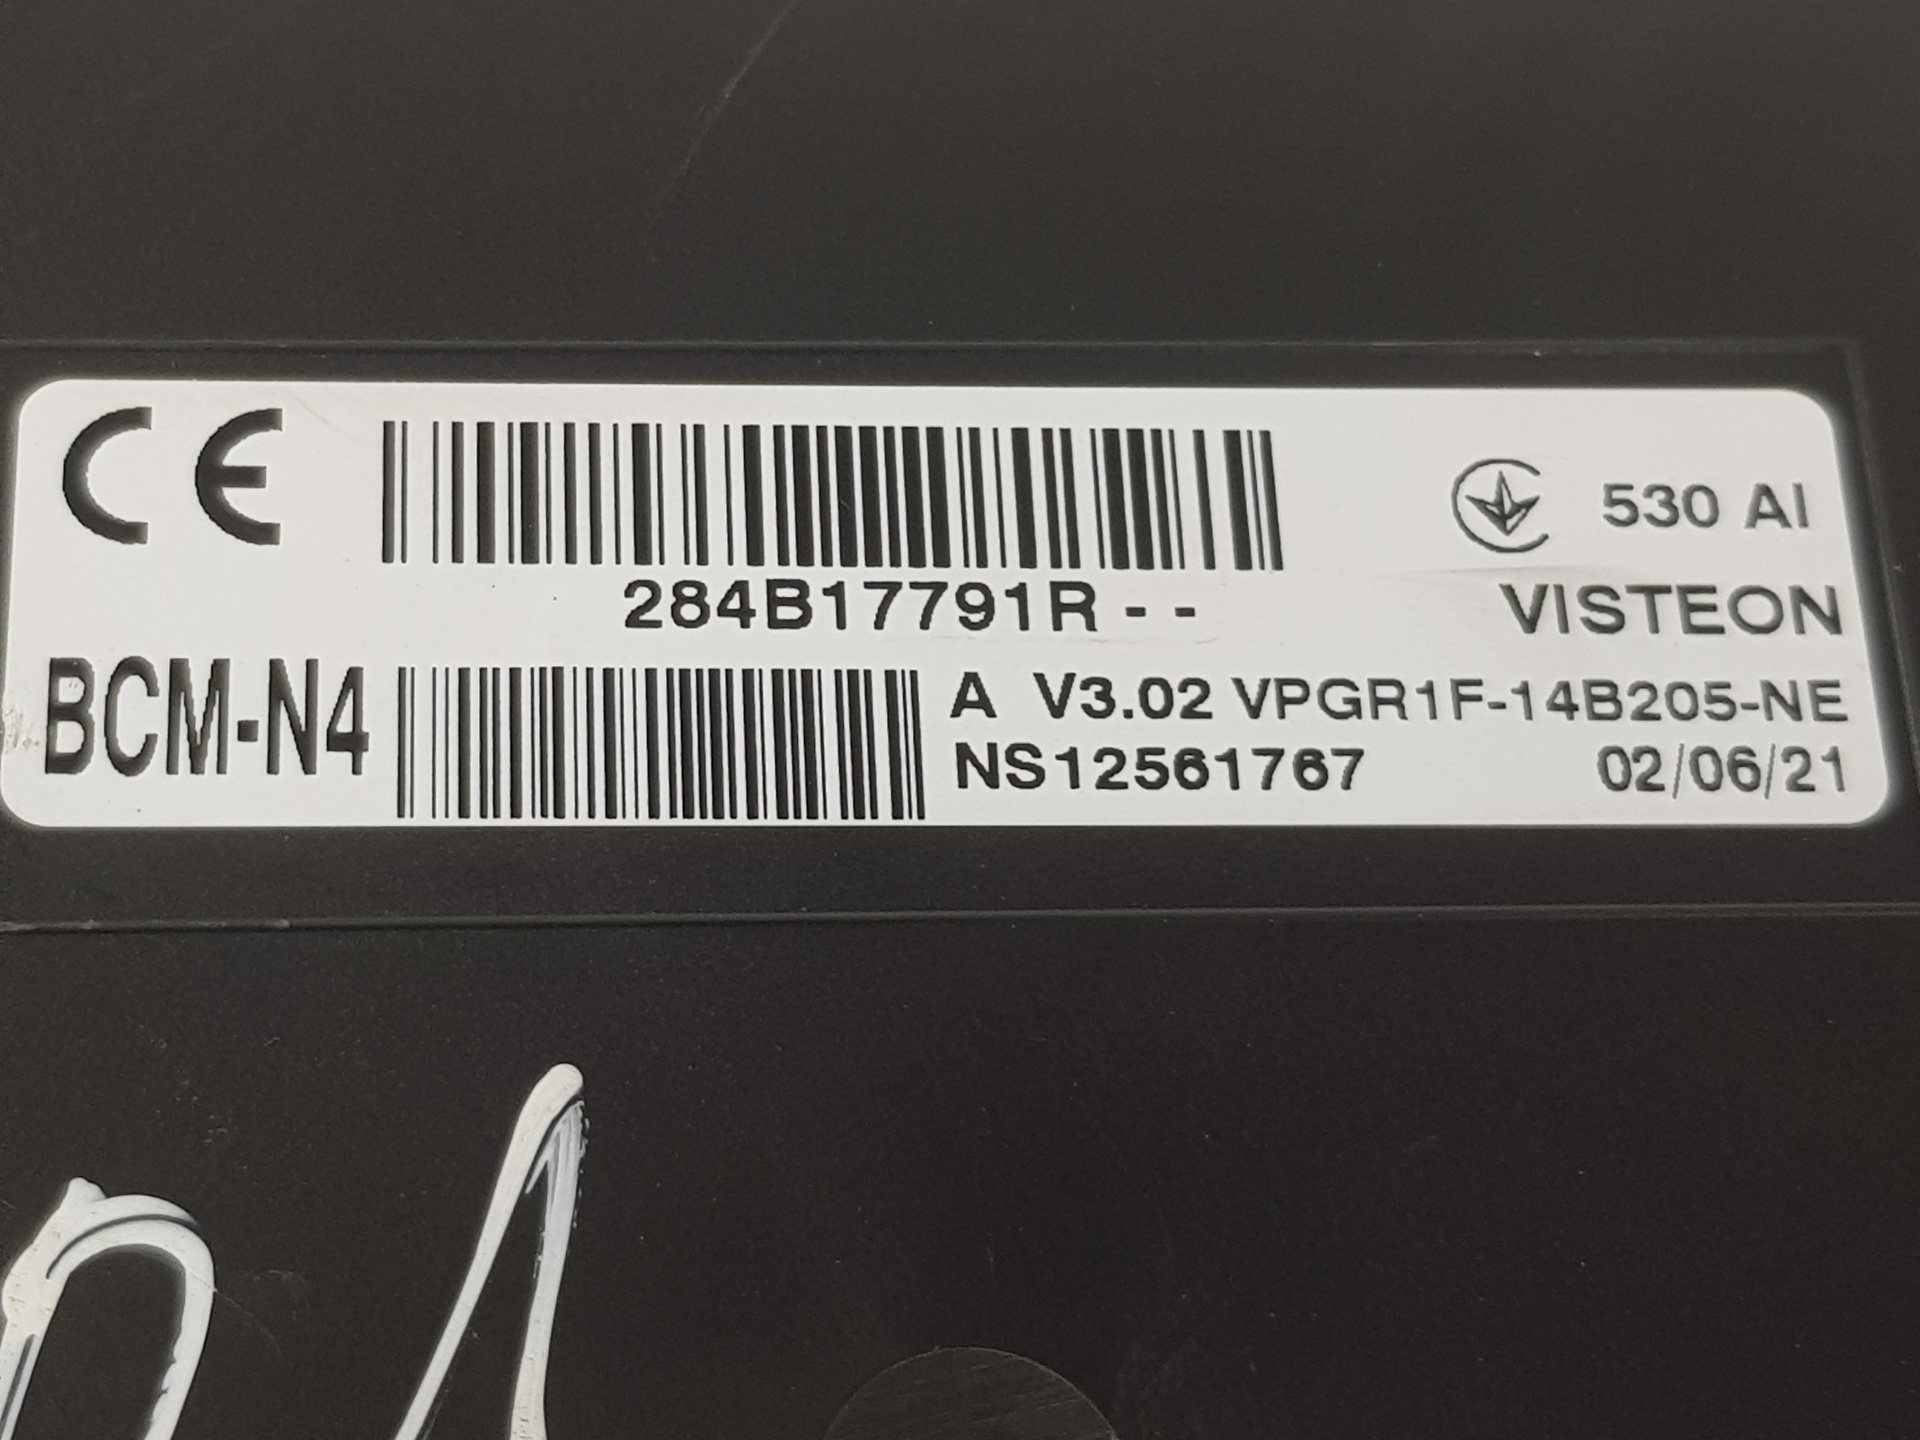 CE
530 AI
284B17791R--
VISTEON
BCM-N4
A V3.02 VPGR1F-14B205-NE
NS12561767 02/06/21